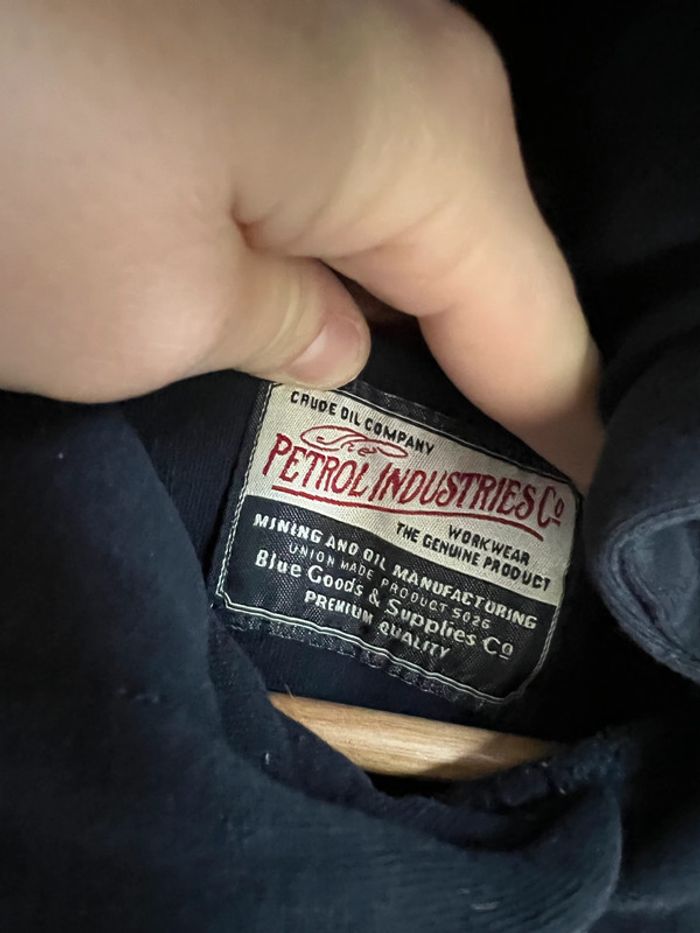 CRUDE OIL COMPANY
The
PETROL INDUSTRIES Co
WORKWEAR
THE GENUINE PRODUCT
MINING AND OIL MANUFACTURING
UNION MADE PRODUCT 5026
Blue Goods & Supplies Co
PREMIUM QUALITY